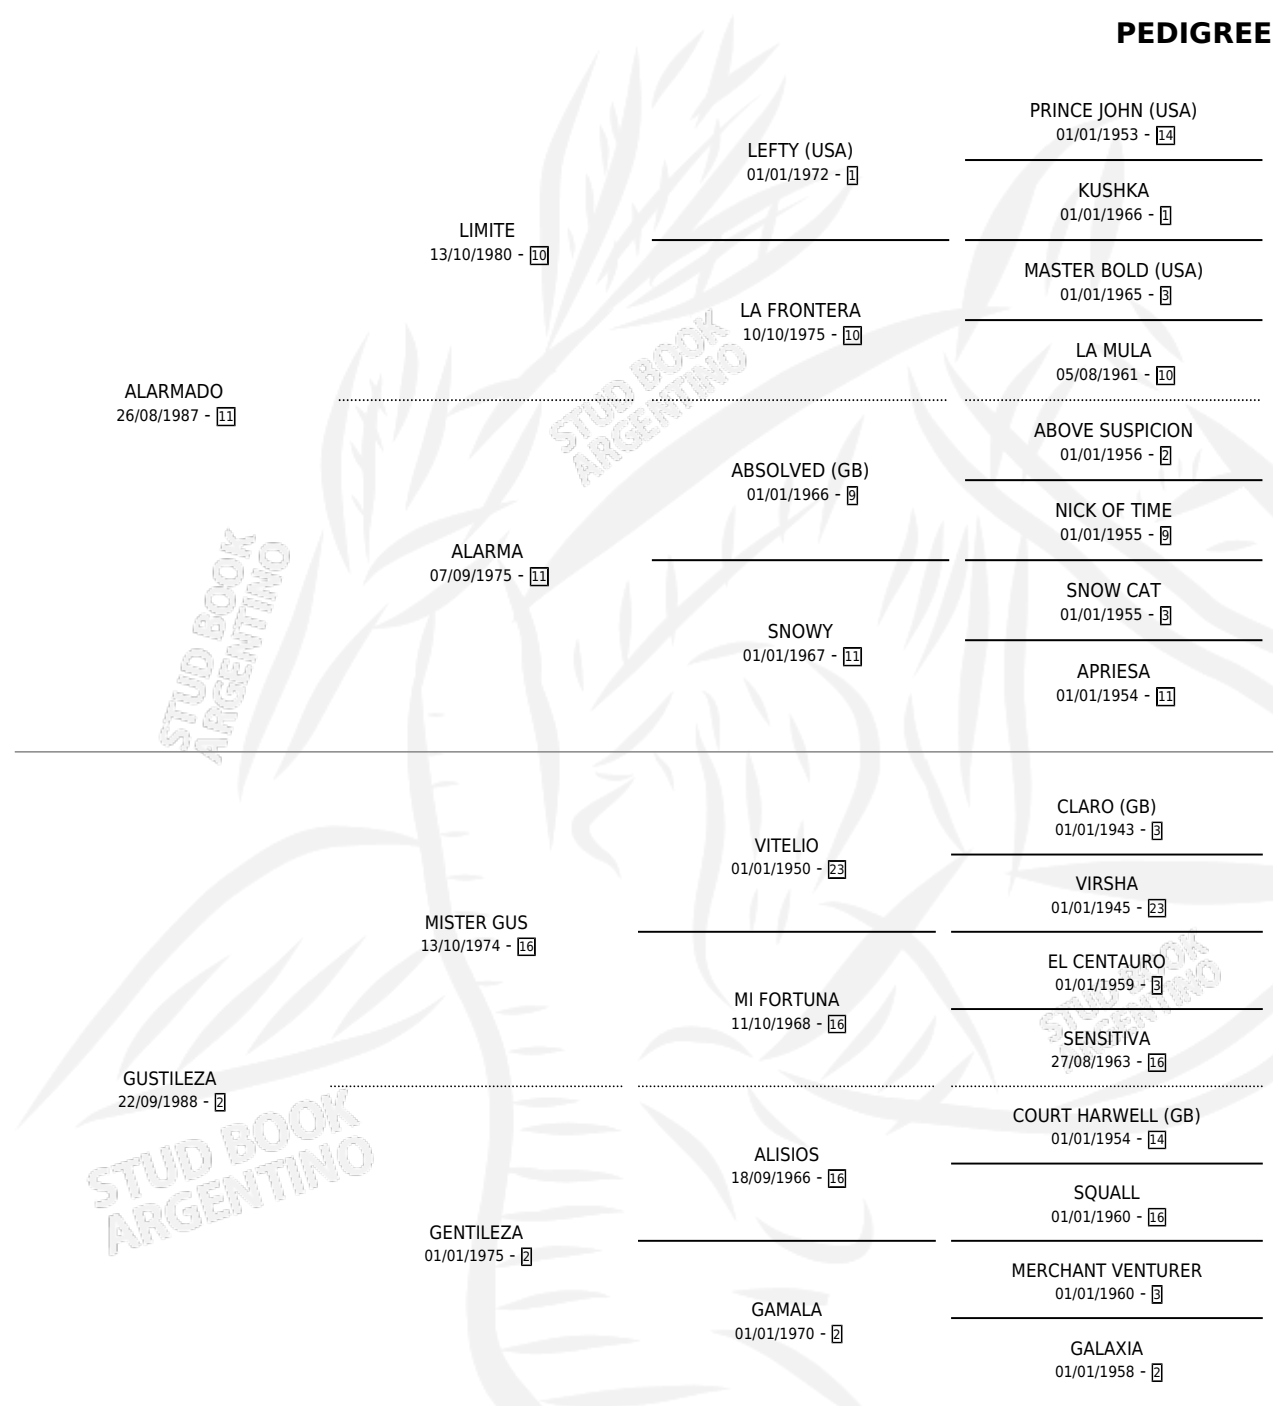 PEDIGREE
PRINCE JOHN (USA)
01/01/1953 - 14
LEFTY (USA)
01/01/1972 - 1
KUSHKA
01/01/1966 - 1
LIMITE
13/10/1980 - 10
MASTER BOLD (USA)
01/01/1965 - 3
LA FRONTERA
10/10/1975 - 10
LA MULA
05/08/1961 - 10
ALARMADO
26/08/1987 - 11
ABOVE SUSPICION
01/01/1956 - 2
ABSOLVED (GB)
01/01/1966 - 9
NICK OF TIME
01/01/1955 - 9
ALARMA
07/09/1975 - 11
SNOW CAT
01/01/1955 - 3
SNOWY
01/01/1967 - 11
APRIESA
01/01/1954 - 11
STUD BOOK
ARGENTINO
STUD BOOK
ARGENTINO
CLARO (GB)
01/01/1943 - 3
VITELIO
01/01/1950 - 23
VIRSHA
01/01/1945 - 23
MISTER GUS
13/10/1974 - 16
EL CENTAURO
01/01/1959 - 3
MI FORTUNA
11/10/1968 - 16
SENSITIVA
27/08/1963 - 16
GUSTILEZA
22/09/1988 - 2
COURT HARWELL (GB)
01/01/1954 - 14
ALISIOS
18/09/1966 - 16
SQUALL
01/01/1960 - 16
GENTILEZA
01/01/1975 - 2
MERCHANT VENTURER
01/01/1960 - 3
GAMALA
01/01/1970 - 2
GALAXIA
01/01/1958 - 2
STUD BOOK
ARGENTINO
STUD BOOK
ARGENTINO